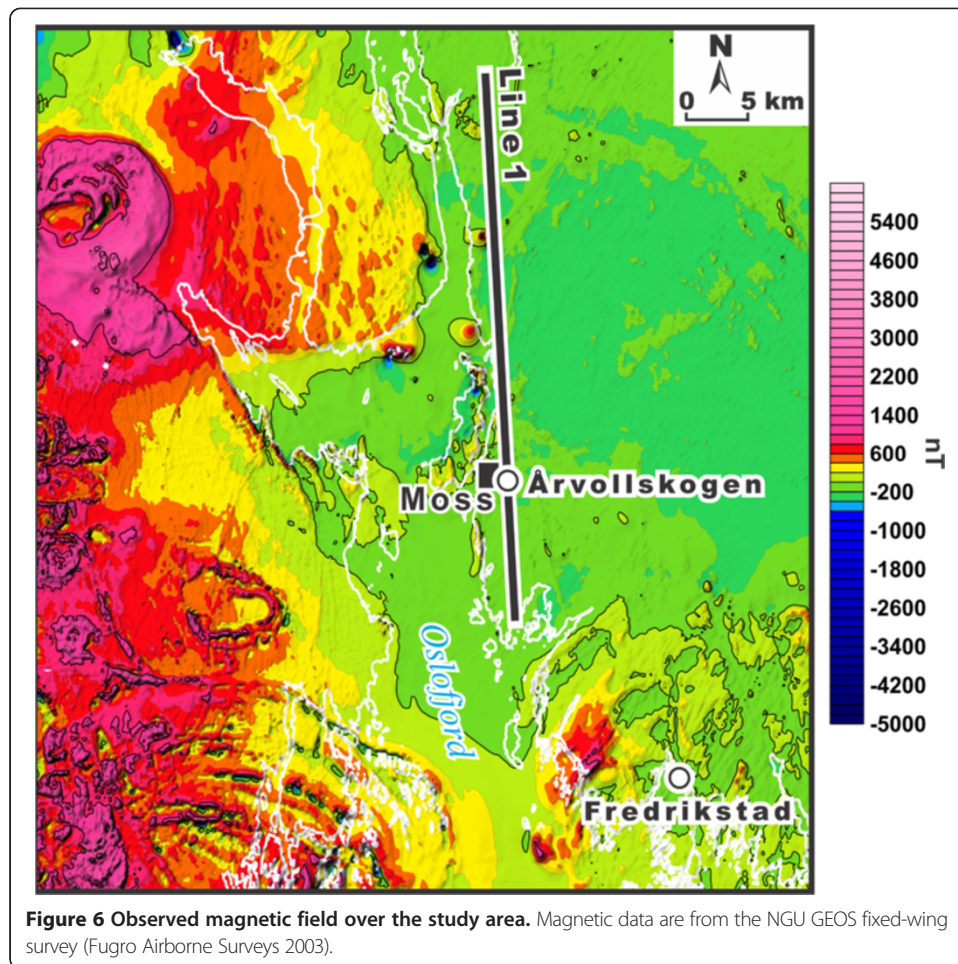 N
0 5 km
Line 1
5400
4600
3800
3000
2200
1400
600
-200
-1000
-1800
-2600
-3400
-4200
-5000
nT
Moss
Årvollskogen
Oslofjord
Fredrikstad
Figure 6 Observed magnetic field over the study area. Magnetic data are from the NGU GEOS fixed-wing
survey (Fugro Airborne Surveys 2003).